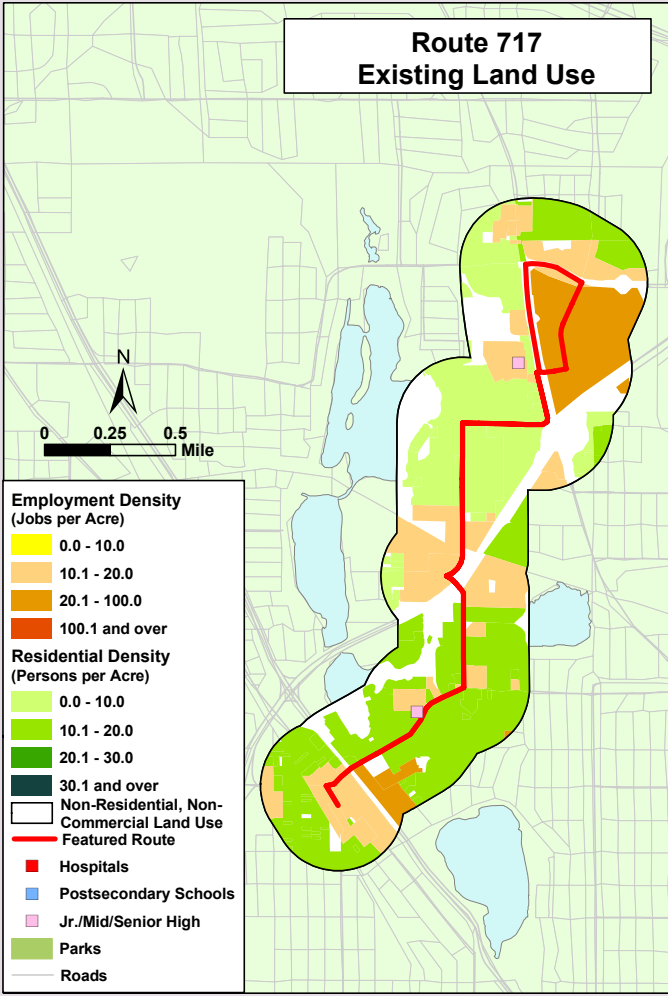 Route 717
Existing Land Use
N
0 0.25 0.5
Mile
Employment Density
(Jobs per Acre)
0.0 - 10.0
10.1 - 20.0
20.1 - 100.0
100.1 and over
Residential Density
(Persons per Acre)
0.0 - 10.0
10.1 - 20.0
20.1 - 30.0
30.1 and over
Non-Residential, Non-
Commercial Land Use
Featured Route
Hospitals
Postsecondary Schools
Jr./Mid/Senior High
Parks
Roads